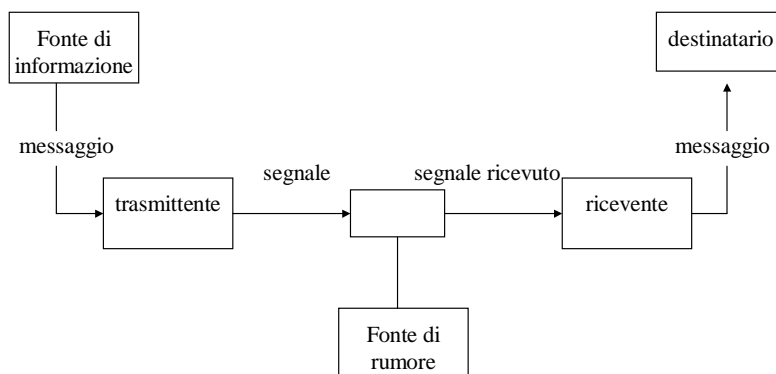 Fonte di
informazione
destinatario
messaggio
messaggio
segnale
segnale ricevuto
trasmittente
ricevente
Fonte di
rumore